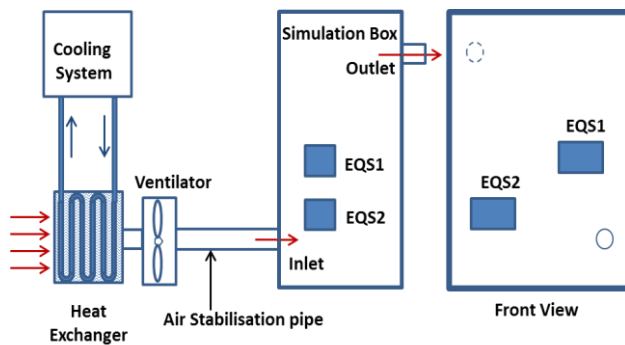 Cooling
System
Simulation Box
Outlet
EQS1
EQS2
Inlet
Ventilator
Heat
Exchanger
Air Stabilisation pipe
EQS1
EQS2
Front View